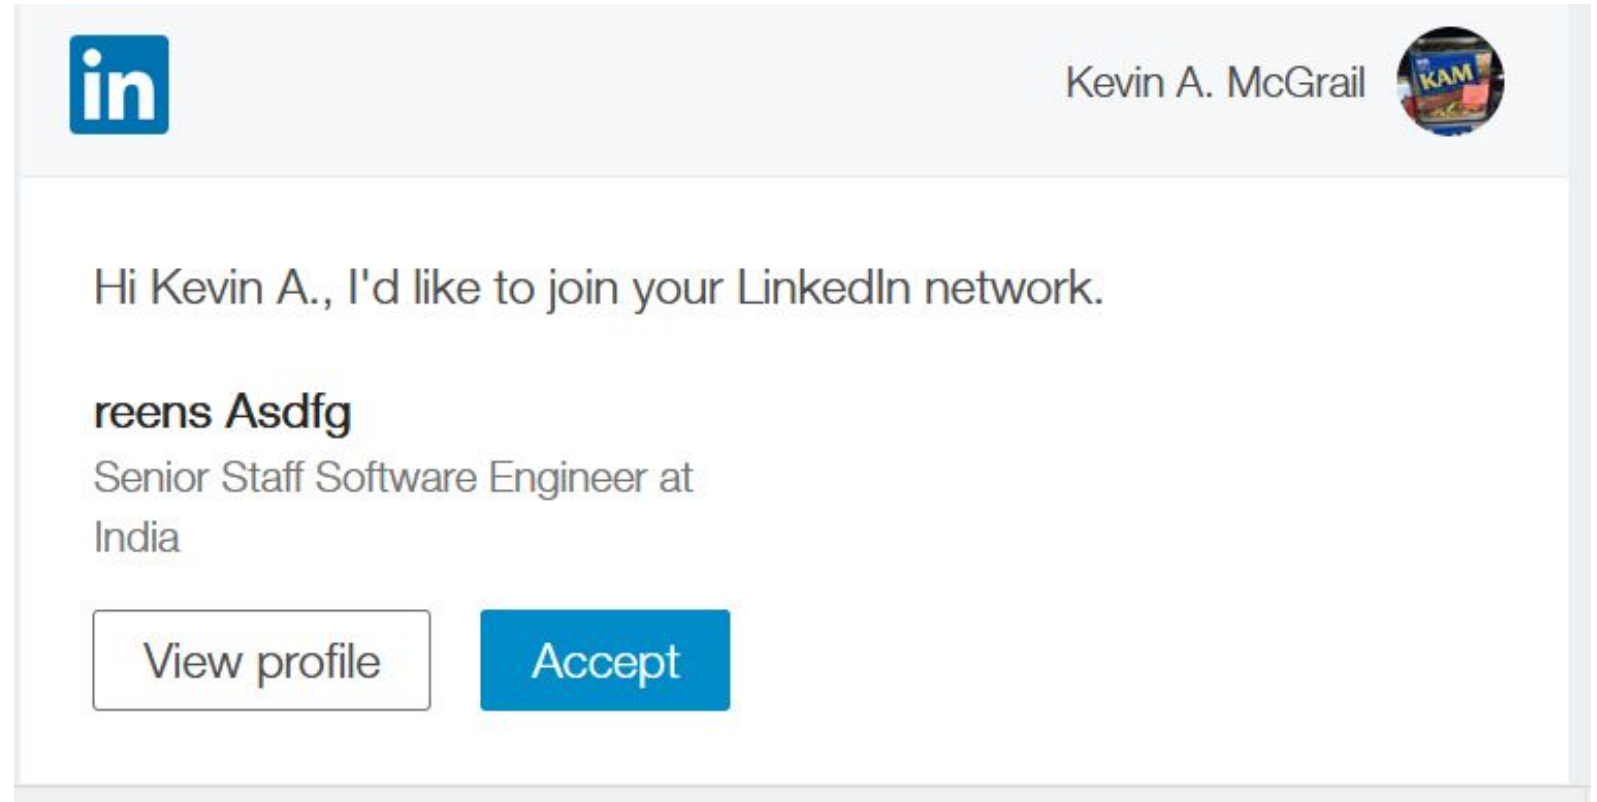 in
Kevin A. McGrail
KAM
Hi Kevin A., I'd like to join your LinkedIn network.
reens Asdfg
Senior Staff Software Engineer at
India
View profile
Accept